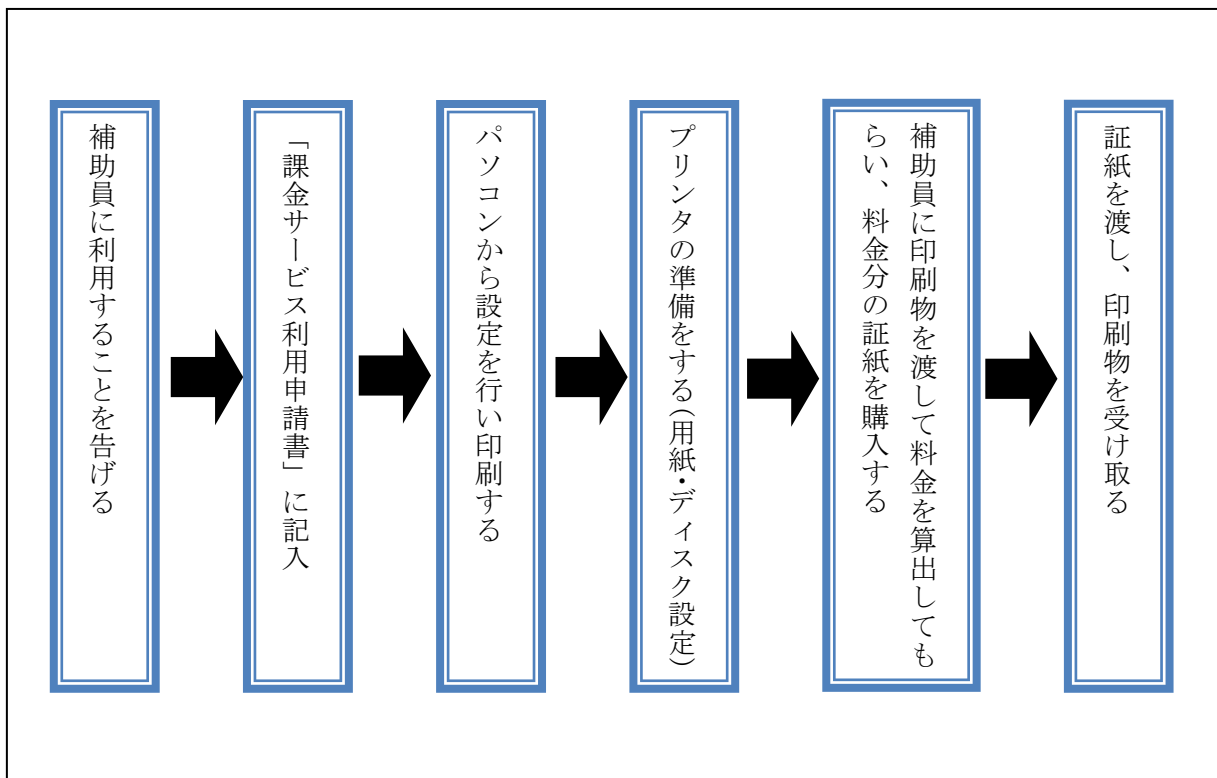 補助員に利用することを告げる
「課金サービス利用申請書」に記入
パソコンから設定を行い印刷する
プリンタの準備をする(用紙・ディスク設定)
補助員に印刷物を渡して料金を算出しても
らい、料金分の証紙を購入する
証紙を渡し、印刷物を受け取る